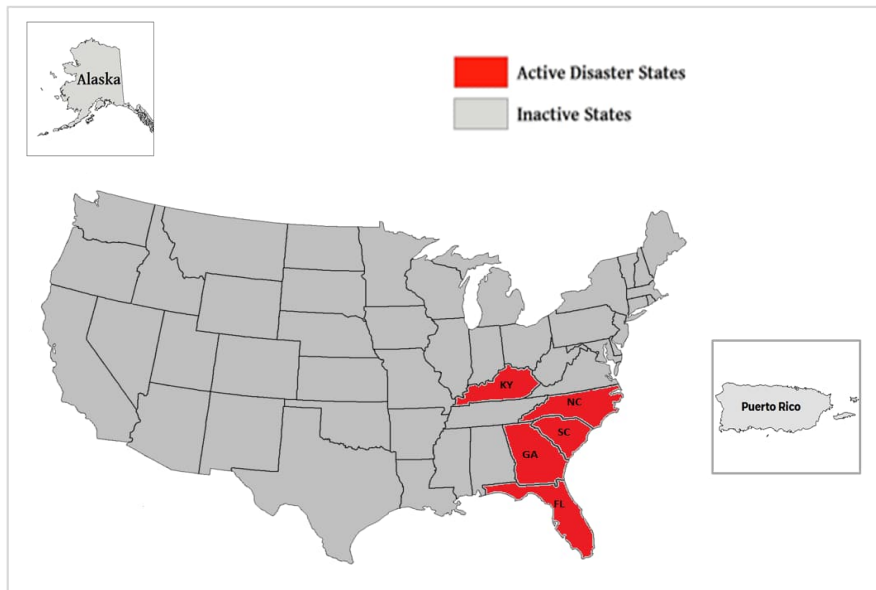 Alaska
Active Disaster States
Inactive States
KY
NC
SC
GA
FL
Puerto Rico